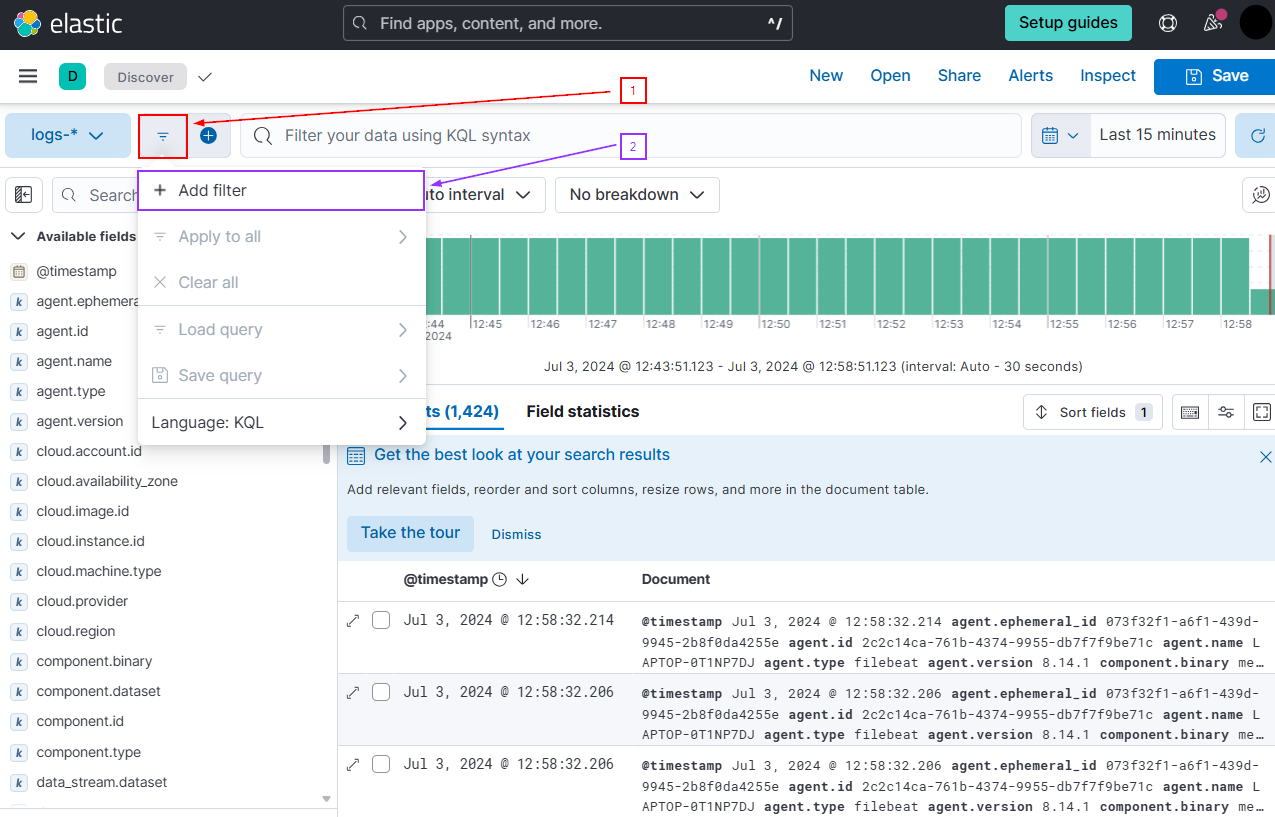 elastic
Find apps, content, and more.
^/
Setup guides
D
Discover
New
Open
Share
Alerts
Inspect
Save
1
logs-*
Filter your data using KQL syntax
Last 15 minutes
2
Search
Add filter
to interval
No breakdown
Available fields
Apply to all
@timestamp
Clear all
k agent.ephemera
k agent.id
Load query
:44 12:45 12:46 12:47 12:48 12:49 12:50 12:51 12:52 12:53 12:54 12:55 12:56 12:57 12:58
2024
k agent.name
Save query
Jul 3, 2024 @ 12:43:51.123 - Jul 3, 2024 @ 12:58:51.123 (interval: Auto - 30 seconds)
k agent.type
k agent.version
Language: KQL
ts (1,424)
Field statistics
Sort fields 1
k cloud.account.id
k cloud.availability_zone
k cloud.image.id
k cloud.instance.id
k cloud.machine.type
k cloud.provider
k cloud.region
k component.binary
k component.dataset
k component.id
k component.type
k data_stream.dataset
Get the best look at your search results
Add relevant fields, reorder and sort columns, resize rows, and more in the document table.
Take the tour
Dismiss
@timestamp
Document
Jul 3, 2024 @ 12:58:32.214
@timestamp Jul 3, 2024 @ 12:58:32.214 agent.ephemeral_id 073f32f1-a6f1-439d-
9945-2b8f0da4255e agent.id 2c2c14ca-761b-4374-9955-db7f7f9be71c agent.name L
APTOP-0T1NP7DJ agent.type filebeat agent.version 8.14.1 component.binary me…
Jul 3, 2024 @ 12:58:32.206
@timestamp Jul 3, 2024 @ 12:58:32.206 agent.ephemeral_id 073f32f1-a6f1-439d-
9945-2b8f0da4255e agent.id 2c2c14ca-761b-4374-9955-db7f7f9be71c agent.name L
APTOP-0T1NP7DJ agent.type filebeat agent.version 8.14.1 component.binary me…
Jul 3, 2024 @ 12:58:32.206
@timestamp Jul 3, 2024 @ 12:58:32.206 agent.ephemeral_id 073f32f1-a6f1-439d-
9945-2b8f0da4255e agent.id 2c2c14ca-761b-4374-9955-db7f7f9be71c agent.name L
APTOP-0T1NP7DJ agent.type filebeat agent.version 8.14.1 component.binary me…